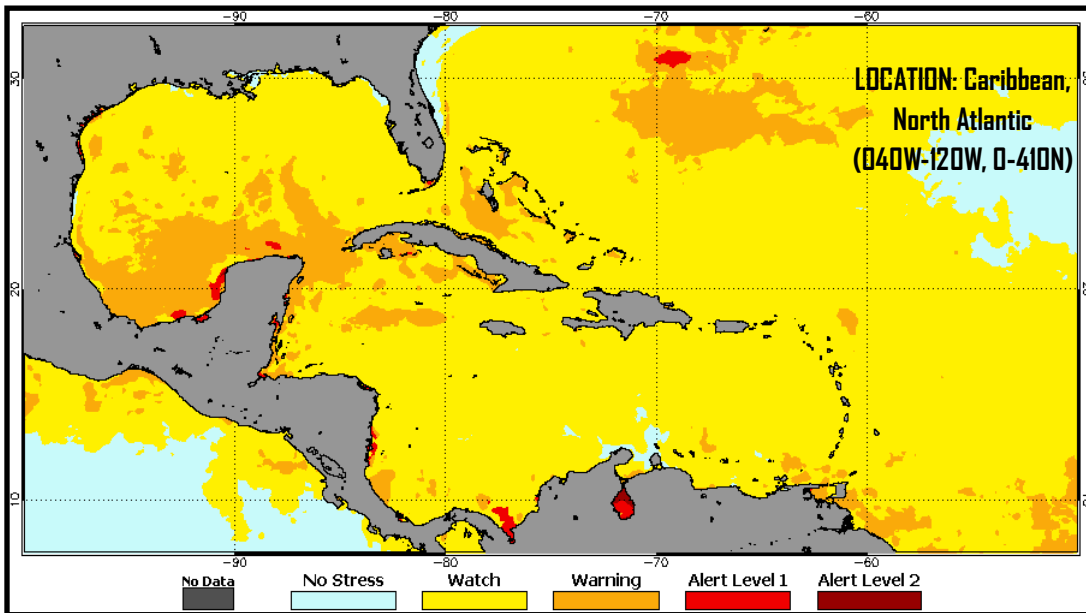 -90 -80 -70 -60
30
LOCATION: Caribbean,
North Atlantic
(040W-120W, 0-410N)
20
10
-90 -80 -70 -60
No Data No Stress Watch Warning Alert Level 1 Alert Level 2